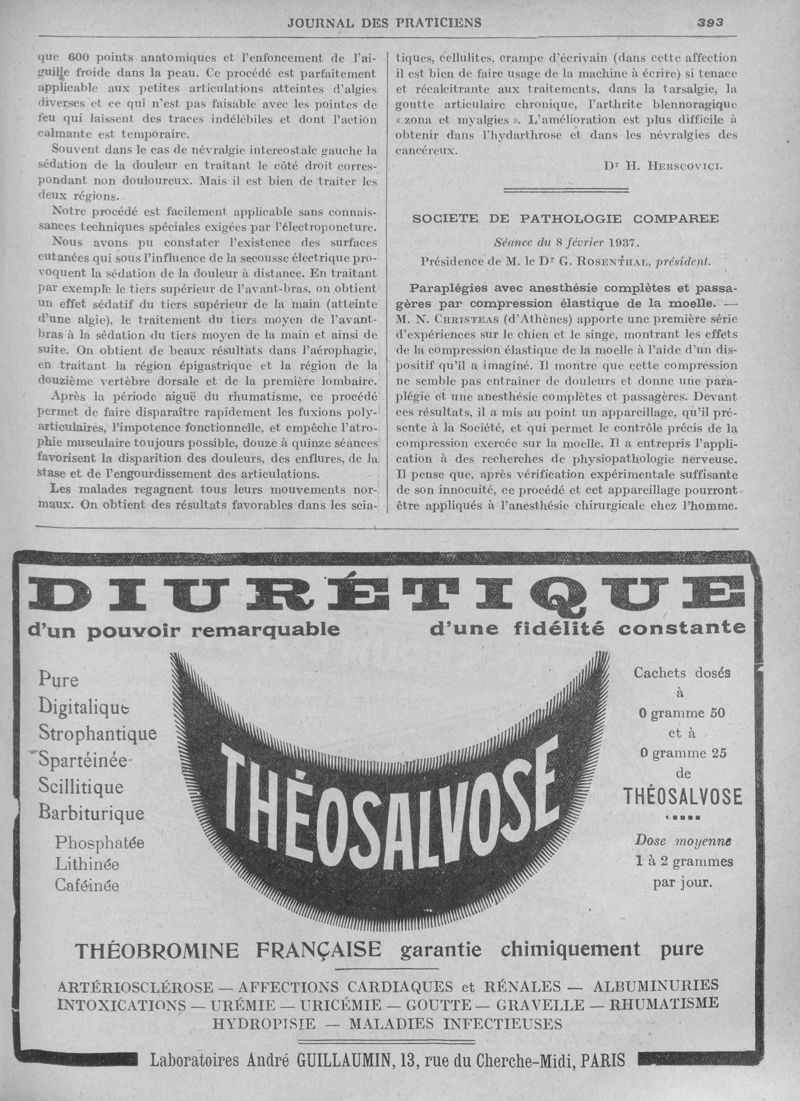 JOURNAL DES PRATICIENS 393
que 600 points anatomiques et l'enfoncement de l'ai-
guille froide dans la peau. Ce procédé est parfaitement
applicable aux petites articulations atteintes d'algies
diverses et ce qui n'est pas faisable avec les pointes de
feu qui laissent des traces indélébiles et dont l'action
calmante est temporaire.
Souvent dans le cas de névralgie intercostale gauche la
sédation de la douleur en traitant le côté droit corres-
pondant non douloureux. Mais il est bien de traiter les
deux régions.
Notre procédé est facilement applicable sans connais-
sances techniques spéciales exigées par l'électroponcture.
Nous avons pu constater l'existence des surfaces
cutanées qui sous l'influence de la secousse électrique pro-
voquent la sédation de la douleur à distance. En traitant
par exemple le tiers supérieur de l'avant-bras, on obtient
un effet sédatif du tiers supérieur de la main (atteinte
d'une algie), le traitement du tiers moyen de l'avant-
bras à la sédation du tiers moyen de la main et ainsi de
suite. On obtient de beaux résultats dans l'aérophagie,
en traitant la région épigastrique et la région de la
douzième vertèbre dorsale et de la première lombaire.
Après la période aiguë du rhumatisme, ce procédé
permet de faire disparaître rapidement les fuxions poly-
articulaires, l'impotence fonctionnelle, et empêche l'atro-
phie musculaire toujours possible, douze à quinze séances
favorisent la disparition des douleurs, des enflures, de la
stase et de l'engourdissement des articulations.
Les malades regagnent tous leurs mouvements nor-
maux. On obtient des résultats favorables dans les scia-
tiques, cellulites, crampe d'écrivain (dans cette affection
il est bien de faire usage de la machine à écrire) si tenace
et récalcitrante aux traitements, dans la tarsalgie, la
goutte articulaire chronique, l'arthrite blennoragique
« zona et myalgies ». L'amélioration est plus difficile à
obtenir dans l'hydarthrose et dans les névralgies des
cancéreux.
Dr H. HERSCOVICI.
SOCIETE DE PATHOLOGIE COMPAREE
Séance du 8 février 1937.
Présidence de M. le Dr G. ROSENTHAL, président.
Paraplégies avec anesthésie complètes et passa-
gères par compression élastique de la moelle. —
M. N. CHRISTEAS (d'Athènes) apporte une première série
d'expériences sur le chien et le singe, montrant les effets
de la compression élastique de la moelle à l'aide d'un dis-
positif qu'il a imaginé. Il montre que cette compression
ne semble pas entraîner de douleurs et donne une para-
plégie et une anesthésie complètes et passagères. Devant
ces résultats, il a mis au point un appareillage, qu'il pré-
sente à la Société, et qui permet le contrôle précis de la
compression exercée sur la moelle. Il a entrepris l'appli-
cation à des recherches de physiopathologie nerveuse.
Il pense que, après vérification expérimentale suffisante
de son innocuité, ce procédé et cet appareillage pourront
être appliqués à l'anesthésie chirurgicale chez l'homme.
DIURÉTIQUE
d'un pouvoir remarquable d'une fidélité constante
Pure
Digitalique
Strophantique
Spartéinée
Scillitique
Barbiturique
Phosphatée
Lithinée
Caféinée
THÉOSALVOSE
Cachets dosés
à
0 gramme 50
et à
0 gramme 25
de
THÉOSALVOSE
Dose moyenne
1 à 2 grammes
par jour.
THÉOBROMINE FRANÇAISE garantie chimiquement pure
ARTÉRIOSCLÉROSE — AFFECTIONS CARDIAQUES et RÉNALES — ALBUMINURIES
INTOXICATIONS — URÉMIE — URICÉMIE — GOUTTE — GRAVELLE — RHUMATISME
HYDROPISIE — MALADIES INFECTIEUSES
Laboratoires André GUILLAUMIN, 13, rue du Cherche-Midi, PARIS